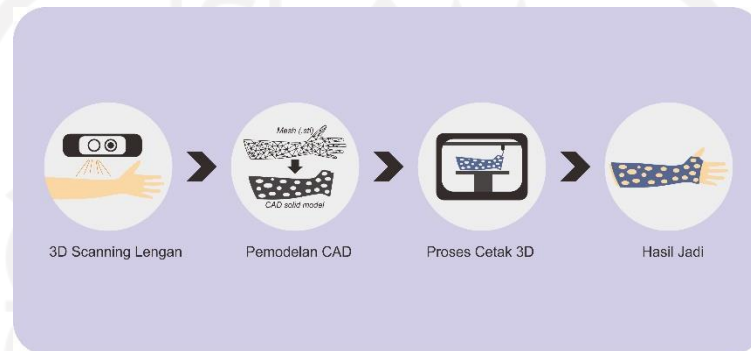 Mesh (.stl)
CAD solid model
3D Scanning Lengan
Pemodelan CAD
Proses Cetak 3D
Hasil Jadi